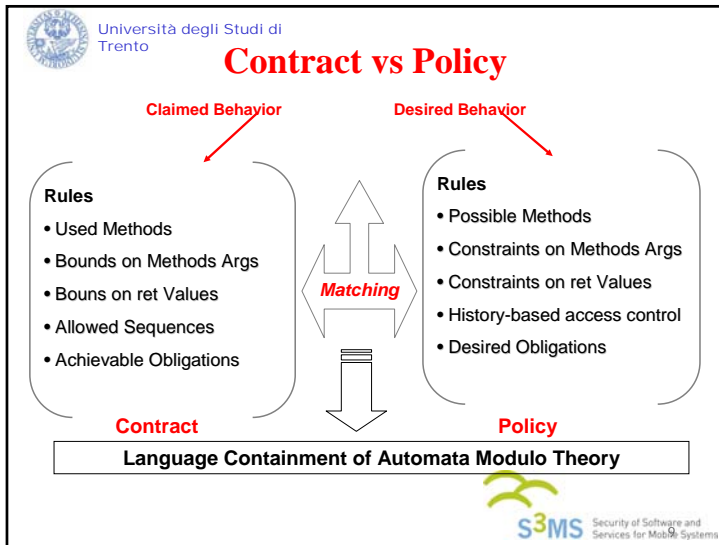 Università degli Studi di
Trento
Contract vs Policy
Claimed Behavior
Desired Behavior
Rules
• Used Methods
• Bounds on Methods Args
• Bouns on ret Values
• Allowed Sequences
• Achievable Obligations
Contract
Matching
Rules
• Possible Methods
• Constraints on Methods Args
• Constraints on ret Values
• History-based access control
• Desired Obligations
Policy
Language Containment of Automata Modulo Theory
S3MS Security of Software and
Services for Mobile Systems
9